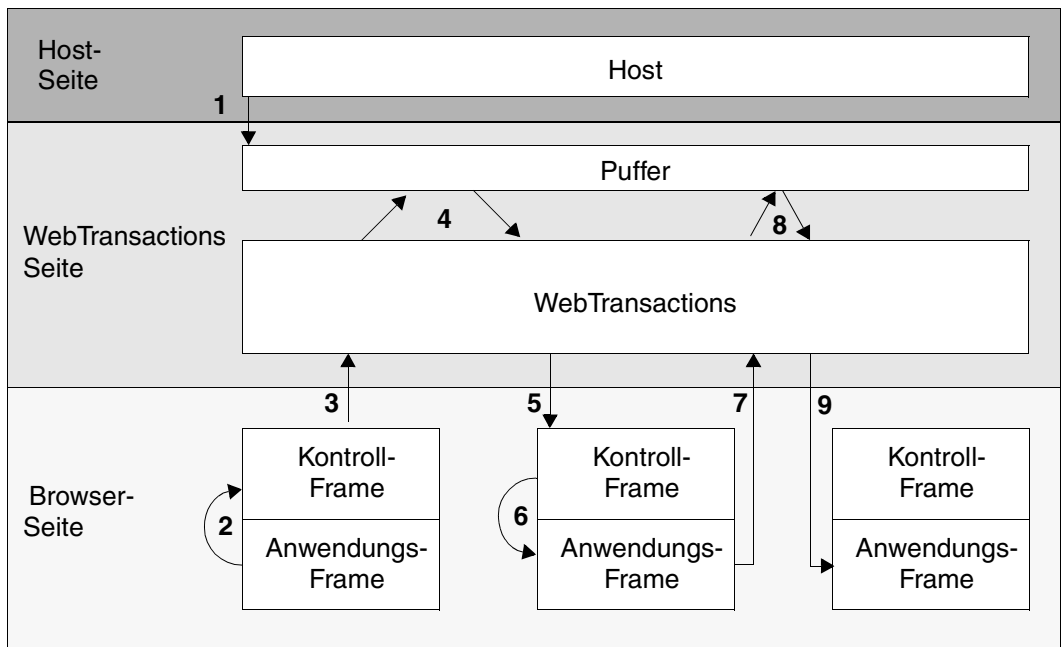 Host-
Seite
Host
1
Puffer
4
8
WebTransactions
Seite
WebTransactions
3
5
7
9
Kontroll-
Frame
Kontroll-
Frame
Kontroll-
Frame
Browser-
Seite
2
6
Anwendungs-
Frame
Anwendungs-
Frame
Anwendungs-
Frame